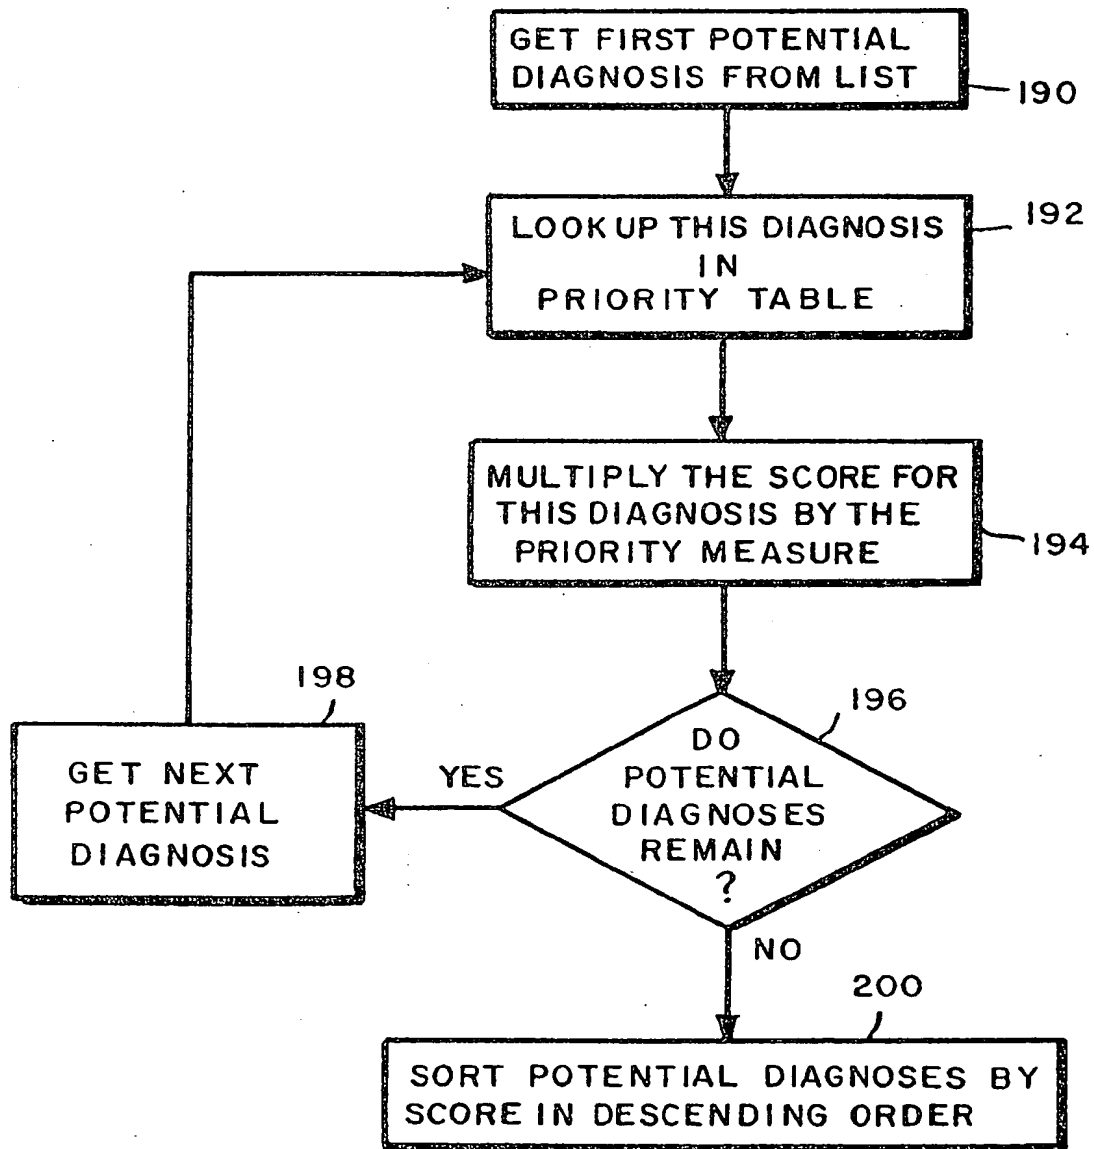 GET FIRST POTENTIAL
DIAGNOSIS FROM LIST
190
LOOK UP THIS DIAGNOSIS
IN
PRIORITY TABLE
192
MULTIPLY THE SCORE FOR
THIS DIAGNOSIS BY THE
PRIORITY MEASURE
194
196
DO
POTENTIAL
DIAGNOSES
REMAIN
?
YES
198
GET NEXT
POTENTIAL
DIAGNOSIS
NO
200
SORT POTENTIAL DIAGNOSES BY
SCORE IN DESCENDING ORDER